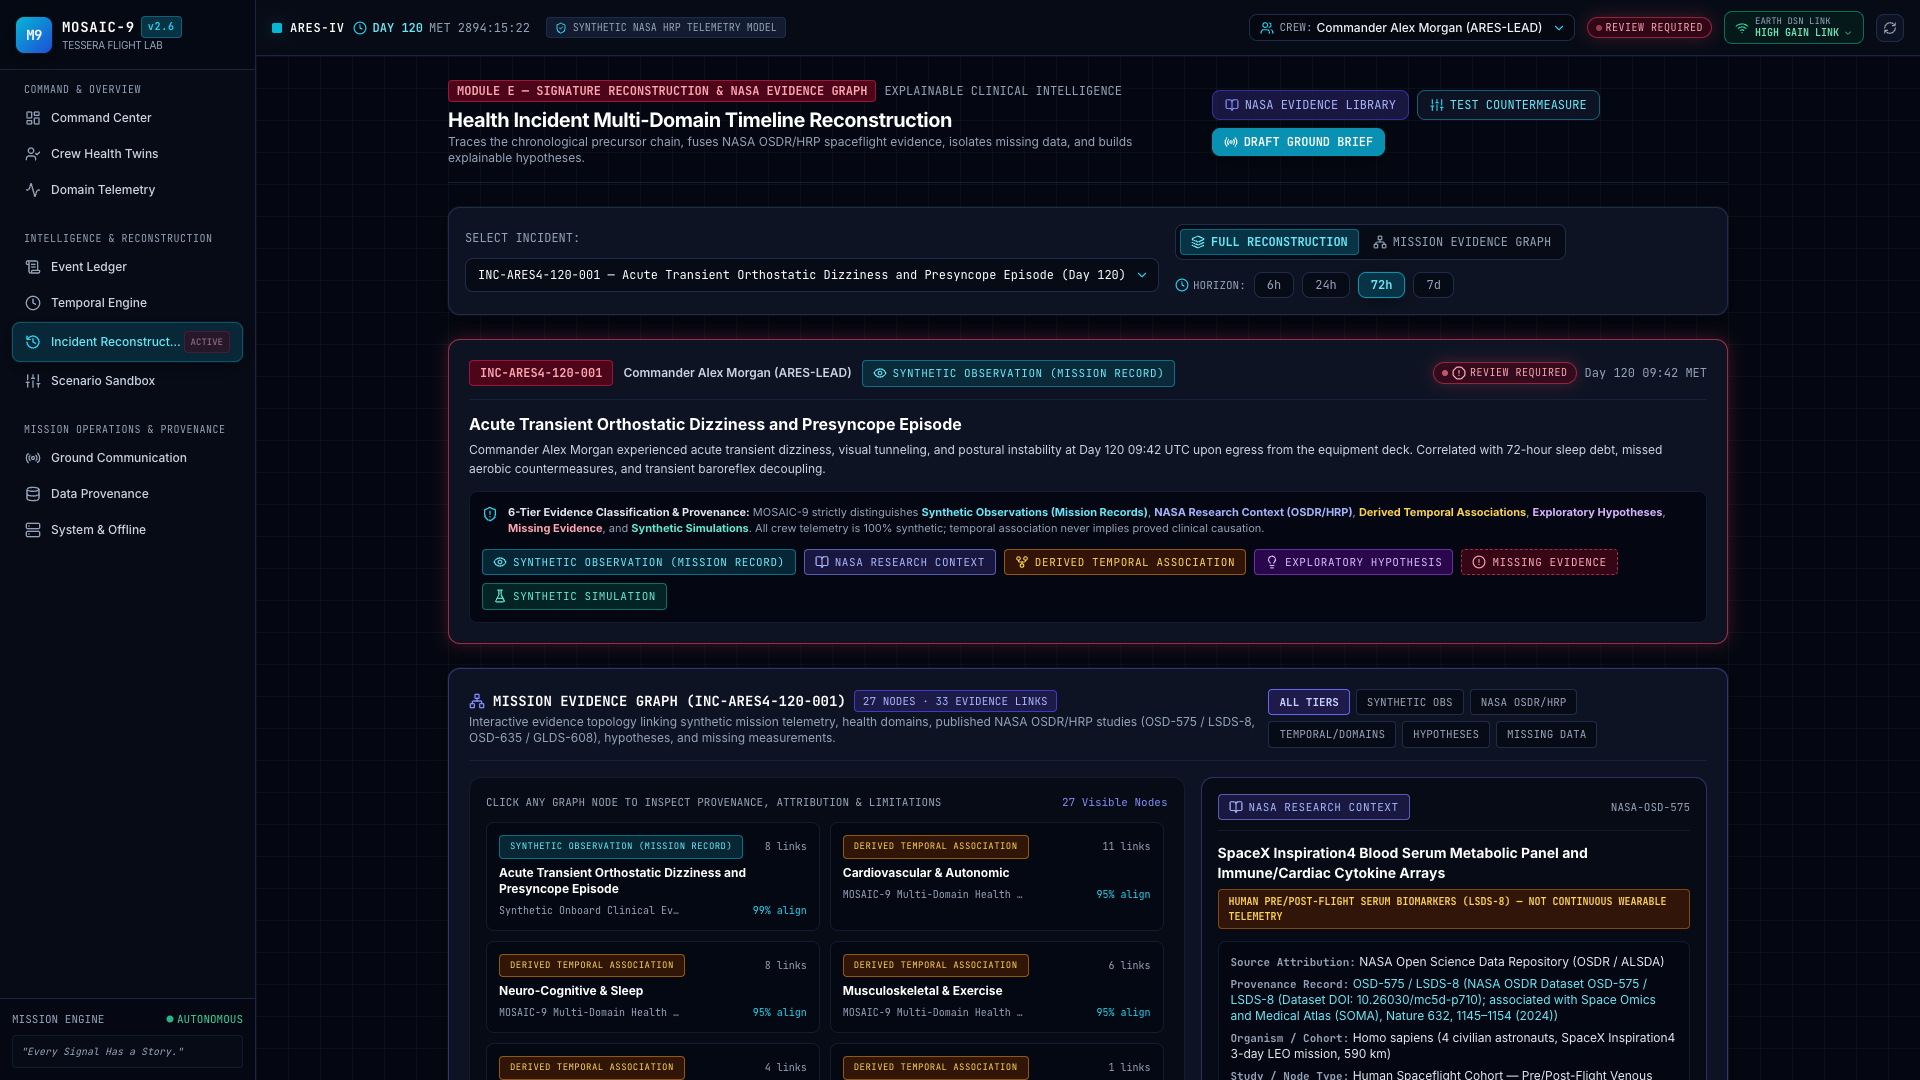 M9
MOSAIC-9 v2.6
TESSERA FLIGHT LAB
COMMAND & OVERVIEW
Command Center
Crew Health Twins
Domain Telemetry
INTELLIGENCE & RECONSTRUCTION
Event Ledger
Temporal Engine
Incident Reconstruct... ACTIVE
Scenario Sandbox
MISSION OPERATIONS & PROVENANCE
Ground Communication
Data Provenance
System & Offline
MISSION ENGINE AUTONOMOUS
"Every Signal Has a Story."
ARES-IV DAY 120 MET 2894:15:22 SYNTHETIC NASA HRP TELEMETRY MODEL
CREW: Commander Alex Morgan (ARES-LEAD) REVIEW REQUIRED
EARTH DSN LINK
HIGH GAIN LINK
MODULE E — SIGNATURE RECONSTRUCTION & NASA EVIDENCE GRAPH EXPLAINABLE CLINICAL INTELLIGENCE
Health Incident Multi-Domain Timeline Reconstruction
Traces the chronological precursor chain, fuses NASA OSDR/HRP spaceflight evidence, isolates missing data, and builds
explainable hypotheses.
NASA EVIDENCE LIBRARY TEST COUNTERMEASURE
DRAFT GROUND BRIEF
SELECT INCIDENT:
INC-ARES4-120-001 — Acute Transient Orthostatic Dizziness and Presyncope Episode (Day 120)
FULL RECONSTRUCTION MISSION EVIDENCE GRAPH
HORIZON: 6h 24h 72h 7d
INC-ARES4-120-001 Commander Alex Morgan (ARES-LEAD) SYNTHETIC OBSERVATION (MISSION RECORD) REVIEW REQUIRED Day 120 09:42 MET
Acute Transient Orthostatic Dizziness and Presyncope Episode
Commander Alex Morgan experienced acute transient dizziness, visual tunneling, and postural instability at Day 120 09:42 UTC upon egress from the equipment deck. Correlated with 72-hour sleep debt, missed
aerobic countermeasures, and transient baroreflex decoupling.
6-Tier Evidence Classification & Provenance: MOSAIC-9 strictly distinguishes Synthetic Observations (Mission Records), NASA Research Context (OSDR/HRP), Derived Temporal Associations, Exploratory Hypotheses,
Missing Evidence, and Synthetic Simulations. All crew telemetry is 100% synthetic; temporal association never implies proved clinical causation.
SYNTHETIC OBSERVATION (MISSION RECORD) NASA RESEARCH CONTEXT DERIVED TEMPORAL ASSOCIATION EXPLORATORY HYPOTHESIS MISSING EVIDENCE
SYNTHETIC SIMULATION
MISSION EVIDENCE GRAPH (INC-ARES4-120-001) 27 NODES · 33 EVIDENCE LINKS
Interactive evidence topology linking synthetic mission telemetry, health domains, published NASA OSDR/HRP studies (OSD-575 / LSDS-8,
OSD-635 / GLDS-608), hypotheses, and missing measurements.
ALL TIERS SYNTHETIC OBS NASA OSDR/HRP
TEMPORAL/DOMAINS HYPOTHESES MISSING DATA
CLICK ANY GRAPH NODE TO INSPECT PROVENANCE, ATTRIBUTION & LIMITATIONS 27 Visible Nodes
SYNTHETIC OBSERVATION (MISSION RECORD) 8 links
Acute Transient Orthostatic Dizziness and
Presyncope Episode
Synthetic Onboard Clinical Ev… 99% align
DERIVED TEMPORAL ASSOCIATION 11 links
Cardiovascular & Autonomic
MOSAIC-9 Multi-Domain Health … 95% align
DERIVED TEMPORAL ASSOCIATION 8 links
Neuro-Cognitive & Sleep
MOSAIC-9 Multi-Domain Health … 95% align
DERIVED TEMPORAL ASSOCIATION 6 links
Musculoskeletal & Exercise
MOSAIC-9 Multi-Domain Health … 95% align
DERIVED TEMPORAL ASSOCIATION 4 links
DERIVED TEMPORAL ASSOCIATION 1 links
NASA RESEARCH CONTEXT NASA-OSD-575
SpaceX Inspiration4 Blood Serum Metabolic Panel and
Immune/Cardiac Cytokine Arrays
HUMAN PRE/POST-FLIGHT SERUM BIOMARKERS (LSDS-8) — NOT CONTINUOUS WEARABLE
TELEMETRY
Source Attribution: NASA Open Science Data Repository (OSDR / ALSDA)
Provenance Record: OSD-575 / LSDS-8 (NASA OSDR Dataset OSD-575 /
LSDS-8 (Dataset DOI: 10.26030/mc5d-p710); associated with Space Omics
and Medical Atlas (SOMA), Nature 632, 1145–1154 (2024))
Organism / Cohort: Homo sapiens (4 civilian astronauts, SpaceX Inspiration4
3-day LEO mission, 590 km)
Study / Node Type: Human Spaceflight Cohort — Pre/Post-Flight Venous